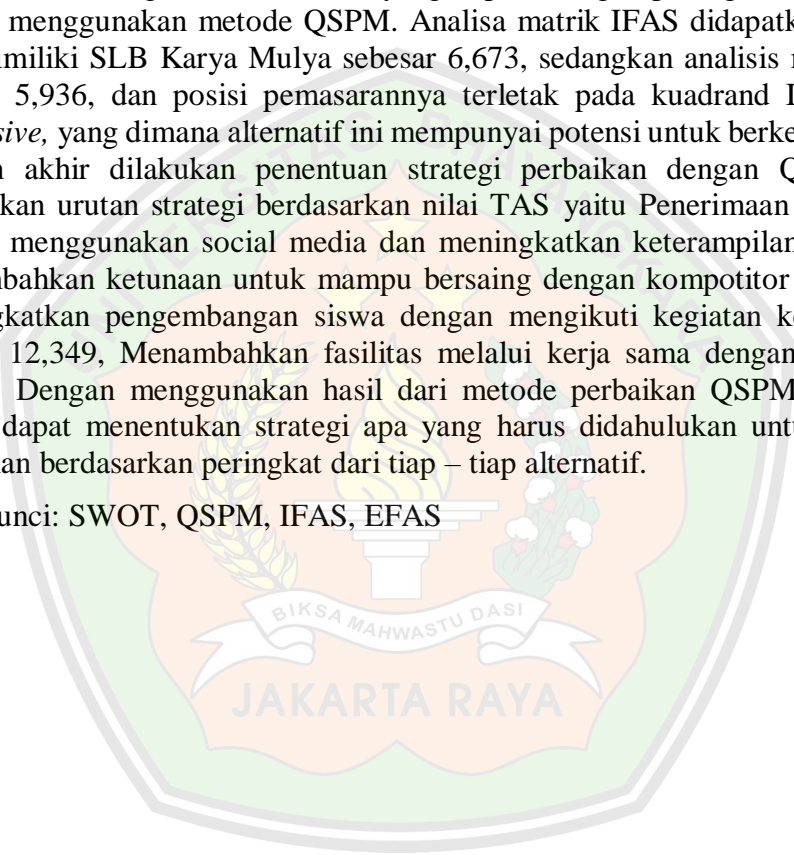 menggunakan metode QSPM. Analisa matrik IFAS didapatk
miliki SLB Karya Mulya sebesar 6,673, sedangkan analisis
5,936, dan posisi pemasarannya terletak pada kuadrand
sive, yang dimana alternatif ini mempunyai potensi untuk berke
akhir dilakukan penentuan strategi perbaikan dengan Q
kan urutan strategi berdasarkan nilai TAS yaitu Penerimaan
menggunakan social media dan meningkatkan keterampilan
nbahkan ketunaan untuk mampu bersaing dengan kompotitor
gkatkan pengembangan siswa dengan mengikuti kegiatan k
12,349, Menambahkan fasilitas melalui kerja sama dengan
Dengan menggunakan hasil dari metode perbaikan QSPM
dapat menentukan strategi apa yang harus didahulukan untu
an berdasarkan peringkat dari tiap – tiap alternatif.
unci: SWOT, QSPM, IFAS, EFAS
UNIVERSITAS BHAYANGKARA
BIKSA MAHWASTU DASI
JAKARTA RAYA